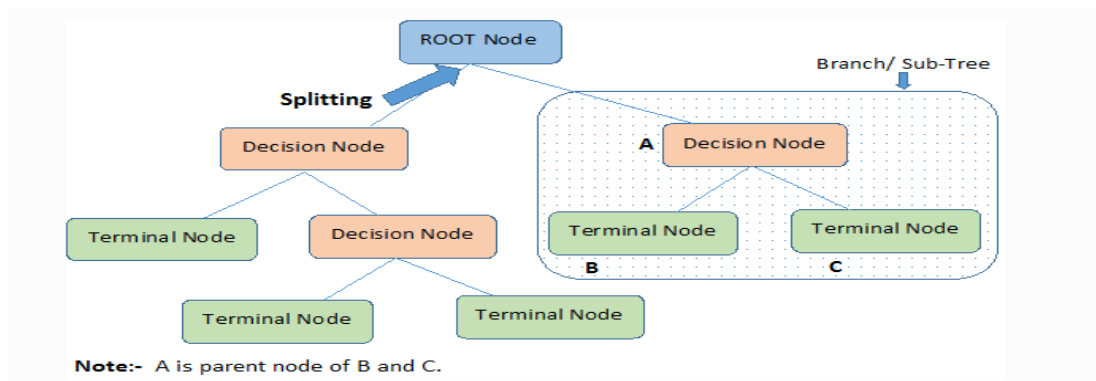 ROOT Node
Branch/ Sub-Tree
Splitting
Decision Node
A
Decision Node
Terminal Node
Decision Node
Terminal Node
Terminal Node
B
C
Terminal Node
Terminal Node
Note:- A is parent node of B and C.